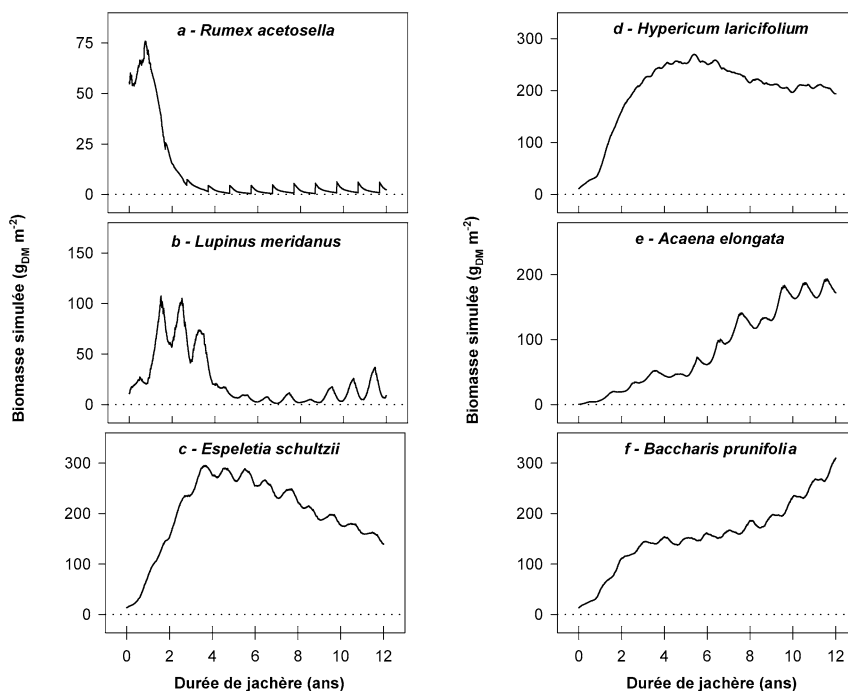 a - Rumex acetosella
75
50
25
0
b - Lupinus meridanus
150
100
50
0
c - Espeletia schultzii
300
200
100
0
0 2 4 6 8 10 12
Durée de jachère (ans)
Biomasse simulée (gDM m-2)
d - Hypericum laricifolium
300
200
100
0
e - Acaena elongata
200
100
0
f - Baccharis prunifolia
300
200
100
0
0 2 4 6 8 10 12
Durée de jachère (ans)
Biomasse simulée (gDM m-2)